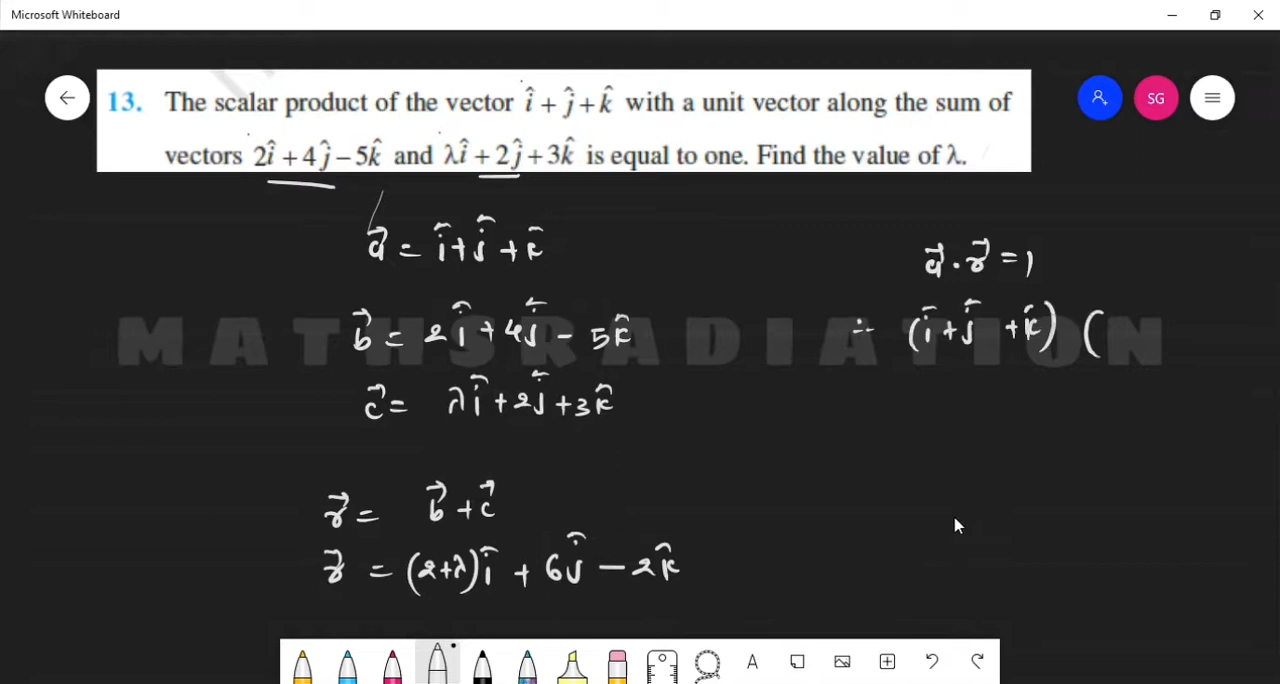 Microsoft Whiteboard
13. The scalar product of the vector î + ĵ + k̂ with a unit vector along the sum of
vectors 2î + 4ĵ − 5k̂ and λî + 2ĵ + 3k̂ is equal to one. Find the value of λ.
SG
a⃗ = î + ĵ + k̂
b⃗ = 2î + 4ĵ − 5k̂
c⃗ = λî + 2ĵ + 3k̂
r⃗ = b⃗ + c⃗
r⃗ = (2+λ)î + 6ĵ − 2k̂
a⃗ . r⃗ = 1
∴ (î + ĵ + k̂) (
MATHSRADIATION
A